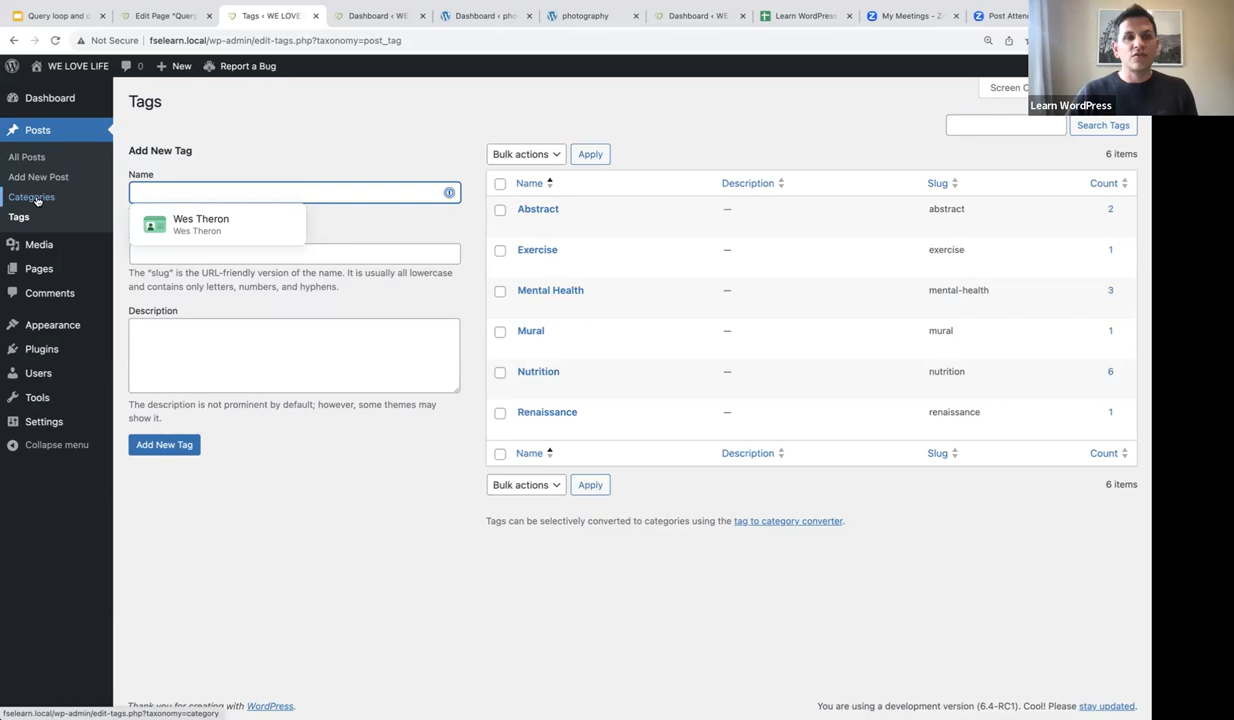 Query loop and c
Edit Page "Query
Tags ‹ WE LOVE
Dashboard ‹ WE
Dashboard ‹ pho
photography
Dashboard ‹ WE
Learn WordPress
My Meetings - Z
Post Attend
Not Secure
fselearn.local/wp-admin/edit-tags.php?taxonomy=post_tag
WE LOVE LIFE
0
New
Report a Bug
Dashboard
Posts
All Posts
Add New Post
Categories
Tags
Media
Pages
Comments
Appearance
Plugins
Users
Tools
Settings
Collapse menu
Tags
Screen O
Learn WordPress
Search Tags
Add New Tag
Name
Wes Theron
Wes Theron
The “slug” is the URL-friendly version of the name. It is usually all lowercase
and contains only letters, numbers, and hyphens.
Description
The description is not prominent by default; however, some themes may
show it.
Add New Tag
Bulk actions
Apply
6 items
Name
Description
Slug
Count
Abstract
—
abstract
2
Exercise
—
exercise
1
Mental Health
—
mental-health
3
Mural
—
mural
1
Nutrition
—
nutrition
6
Renaissance
—
renaissance
1
Name
Description
Slug
Count
Bulk actions
Apply
6 items
Tags can be selectively converted to categories using the tag to category converter.
Thank you for creating with WordPress.
You are using a development version (6.4-RC1). Cool! Please stay updated.
fselearn.local/wp-admin/edit-tags.php?taxonomy=category